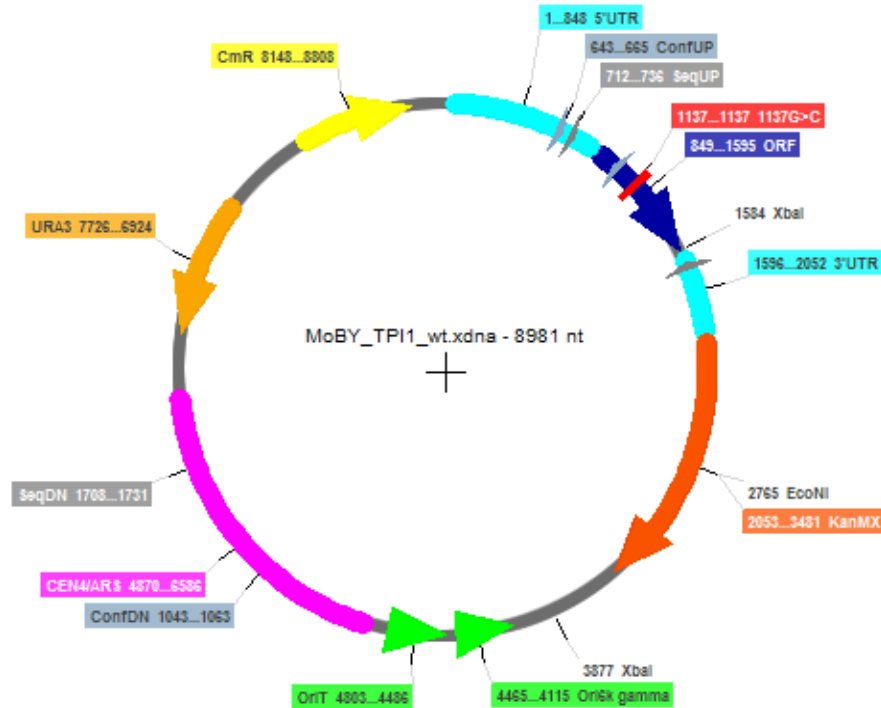 1...848 5'UTR
643...665 ConfUP
CmR 8148...8808
712...736 SeqUP
1137...1137 1137G>C
849...1595 ORF
1584 XbaI
URA3 7726...6924
1596...2052 3'UTR
MoBY_TPI1_wt.xdna - 8981 nt
SeqDN 1708...1731
2765 EcoNI
2053...3481 KanMX
CEN4/ARS 4870...6586
ConfDN 1043...1063
3877 XbaI
OriT 4803...4486
4465...4115 Ori6k gamma